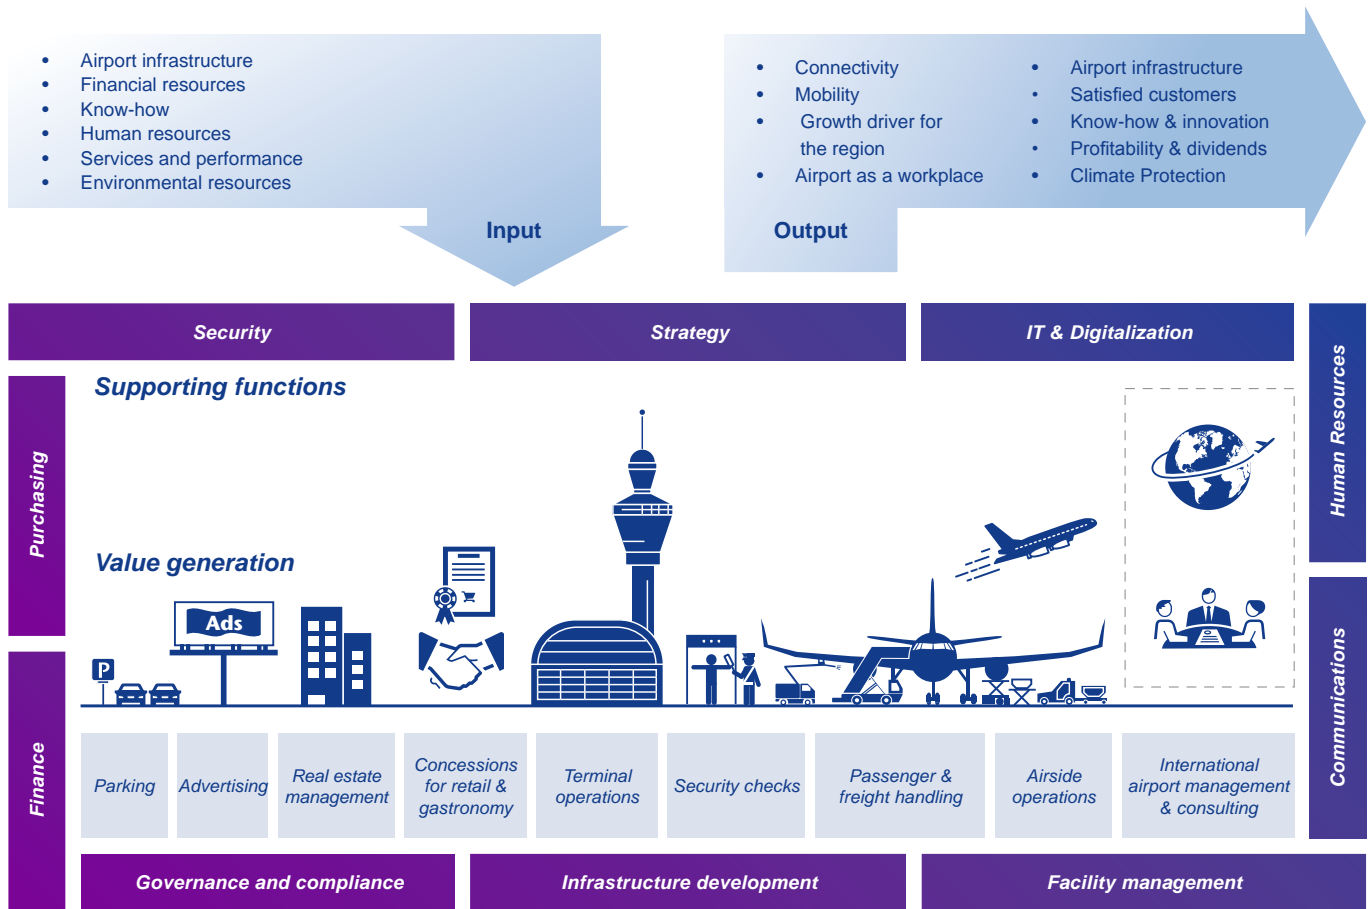 • Airport infrastructure
• Financial resources
• Know-how
• Human resources
• Services and performance
• Environmental resources
Input
• Connectivity
• Mobility
• Growth driver for
the region
• Airport as a workplace
• Airport infrastructure
• Satisfied customers
• Know-how & innovation
• Profitability & dividends
• Climate Protection
Output
Security
Strategy
IT & Digitalization
Human Resources
Purchasing
Supporting functions
Value generation
Ads
P
Finance
Communications
Parking
Advertising
Real estate
management
Concessions
for retail &
gastronomy
Terminal
operations
Security checks
Passenger &
freight handling
Airside
operations
International
airport management
& consulting
Governance and compliance
Infrastructure development
Facility management